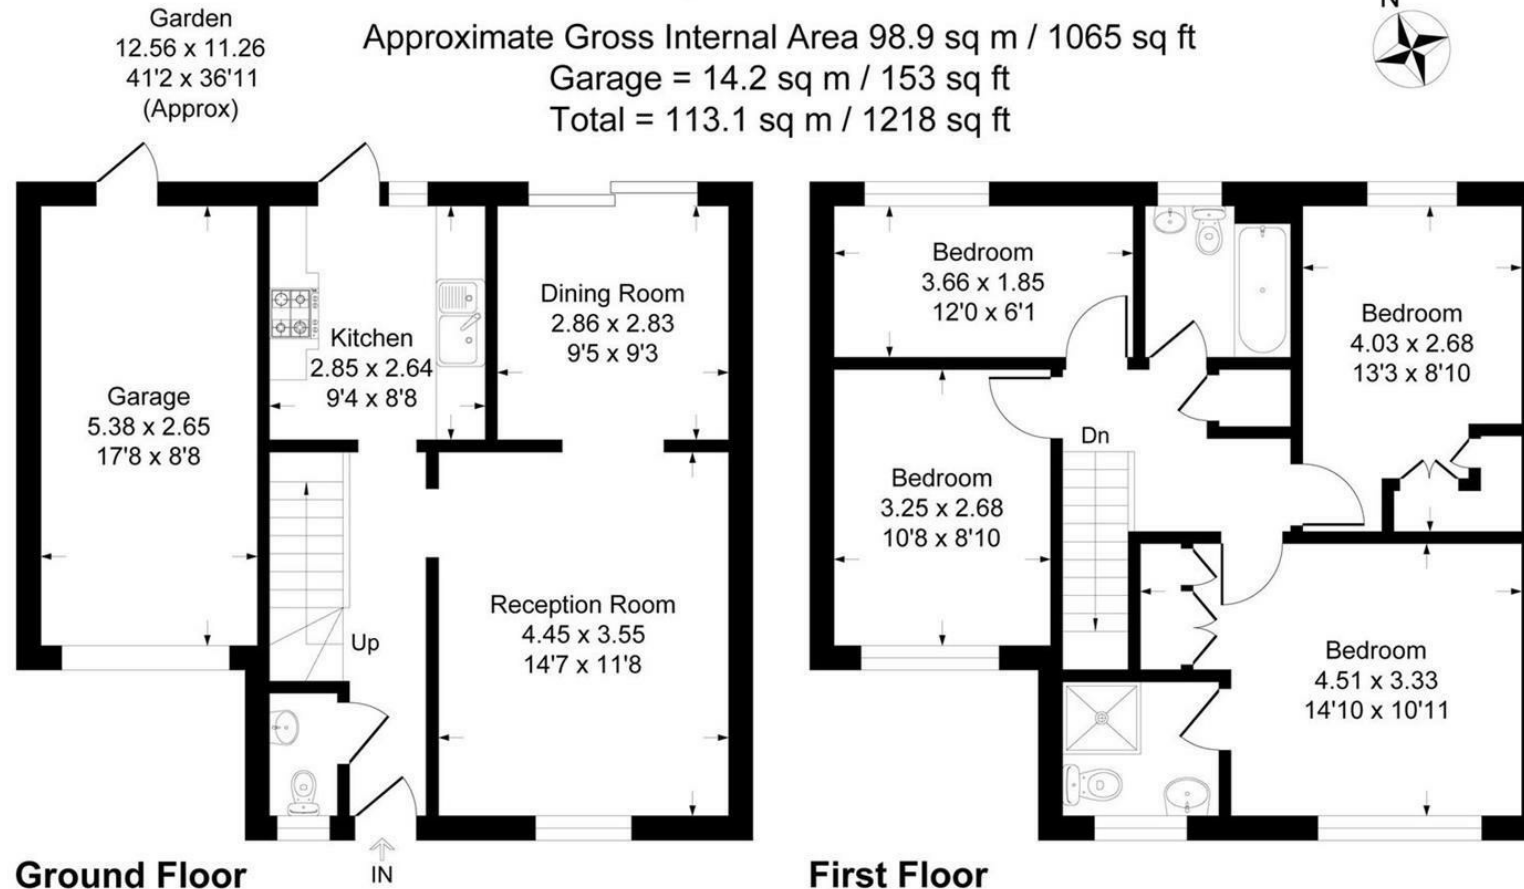 Garden
12.56 x 11.26
41'2 x 36'11
(Approx)
Approximate Gross Internal Area 98.9 sq m / 1065 sq ft
Garage = 14.2 sq m / 153 sq ft
Total = 113.1 sq m / 1218 sq ft
N
Garage
5.38 x 2.65
17'8 x 8'8
Kitchen
2.85 x 2.64
9'4 x 8'8
Dining Room
2.86 x 2.83
9'5 x 9'3
Up
Reception Room
4.45 x 3.55
14'7 x 11'8
IN
Ground Floor
Bedroom
3.66 x 1.85
12'0 x 6'1
Bedroom
4.03 x 2.68
13'3 x 8'10
Dn
Bedroom
3.25 x 2.68
10'8 x 8'10
Bedroom
4.51 x 3.33
14'10 x 10'11
First Floor